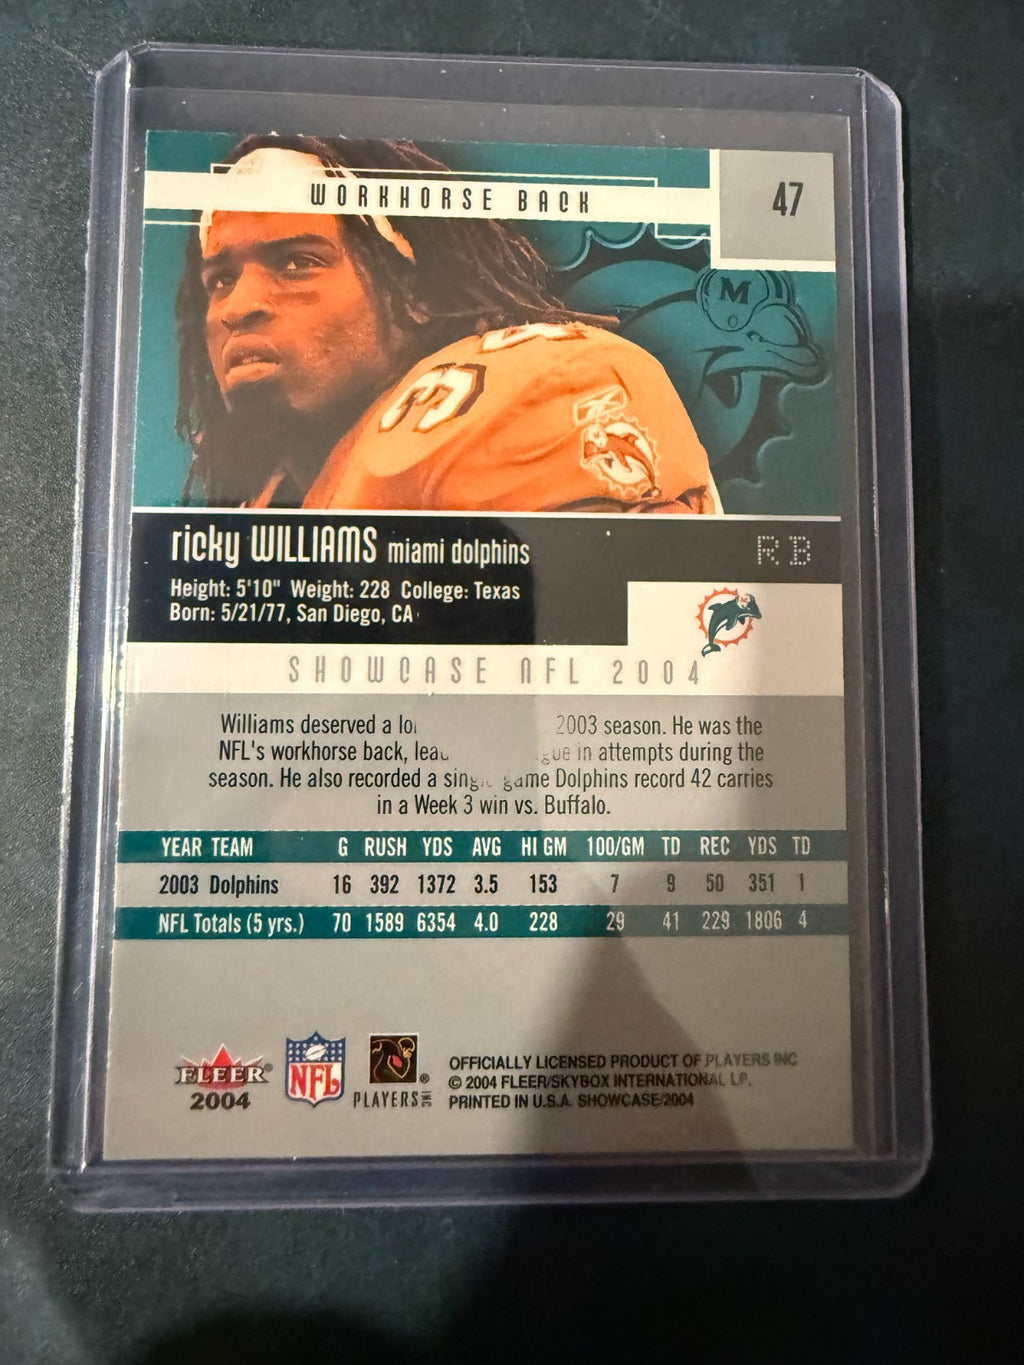 WORKHORSE BACK
47
M
ricky WILLIAMS miami dolphins
RB
Height: 5'10" Weight: 228 College: Texas
Born: 5/21/77, San Diego, CA
SHOWCASE NFL 2004
Williams deserved a 2003 season. He was the
NFL's workhorse back, in attempts during the
season. He also recorded a game Dolphins record 42 carries
in a Week 3 win vs. Buffalo.
YEAR TEAM G RUSH YDS AVG HI GM 100/GM TD REC YDS TD
2003 Dolphins 16 392 1372 3.5 153 7 9 50 351 1
NFL Totals (5 yrs.) 70 1589 6354 4.0 228 29 41 229 1806 4
FLEER®
2004
NFL
PLAYERS INC ®
OFFICIALLY LICENSED PRODUCT OF PLAYERS INC
© 2004 FLEER/SKYBOX INTERNATIONAL LP.
PRINTED IN U.S.A. SHOWCASE/2004